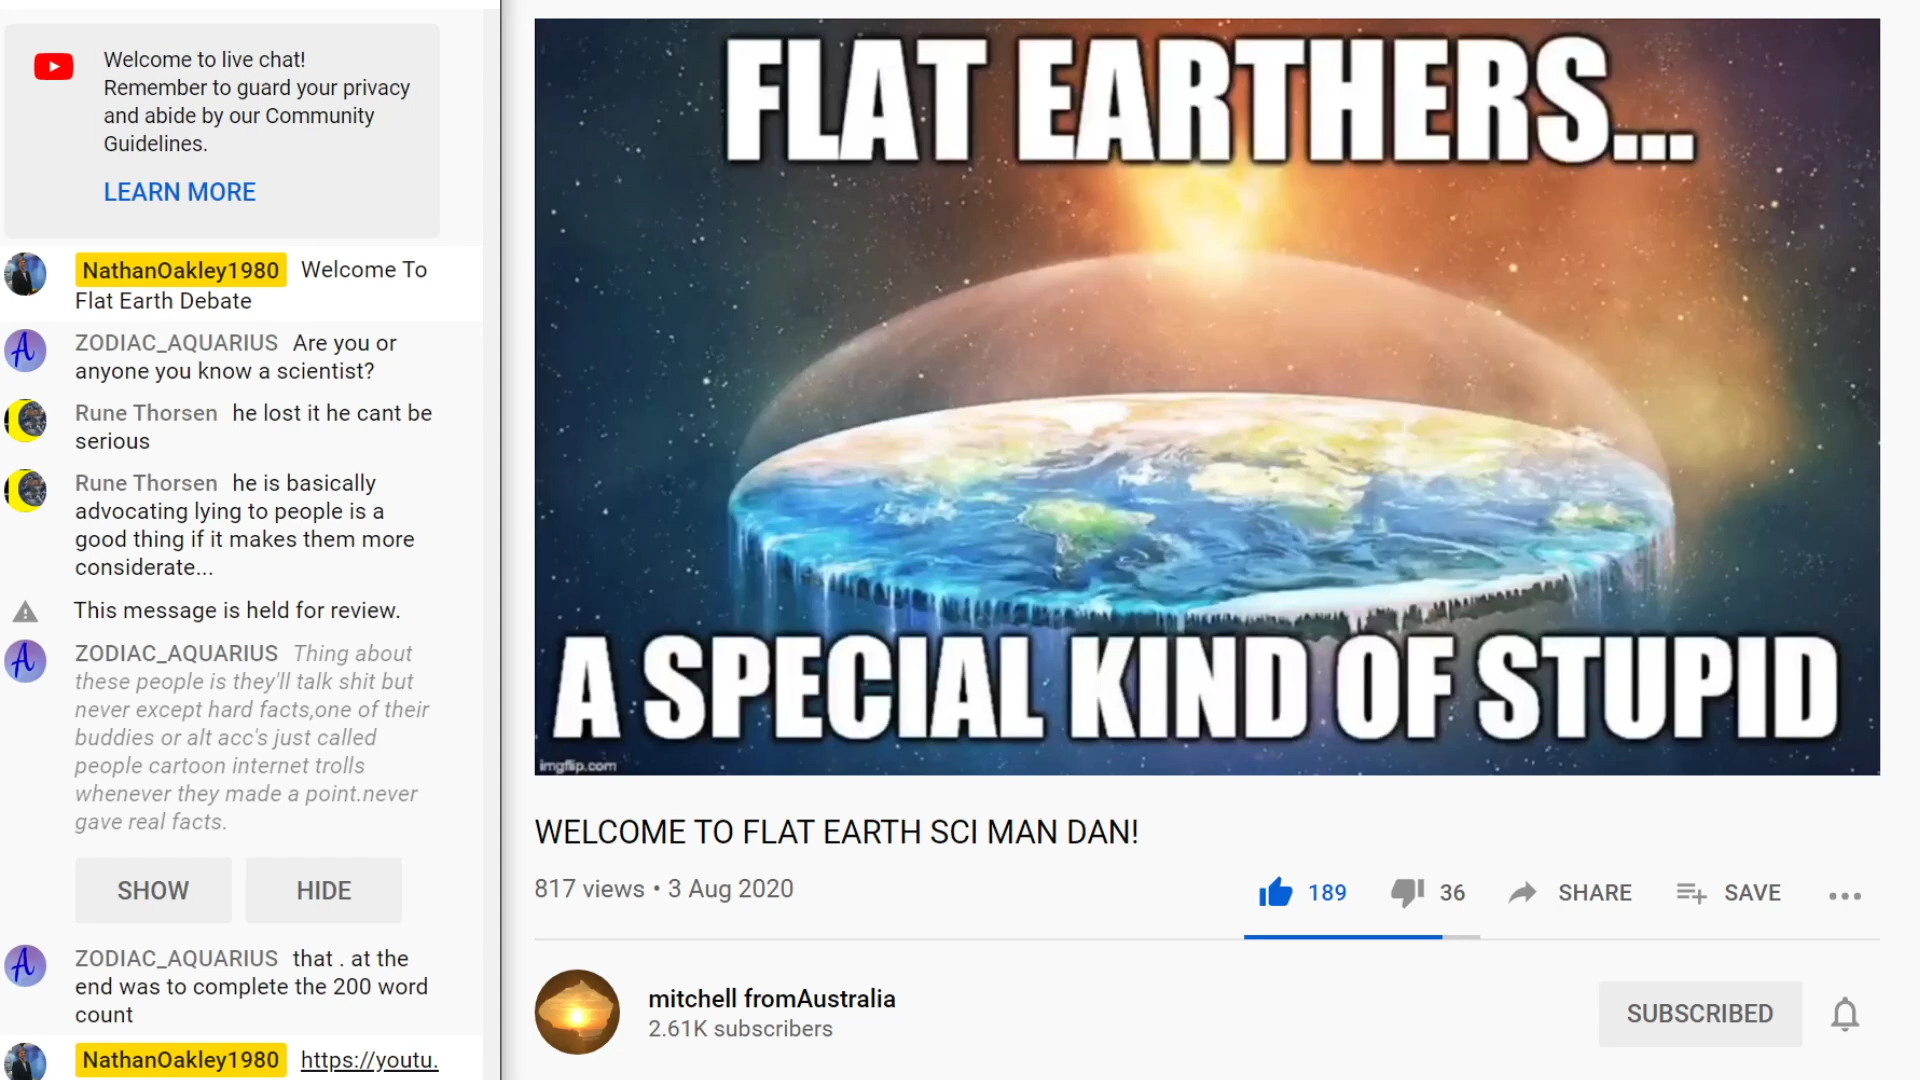 Welcome to live chat!
Remember to guard your privacy
and abide by our Community
Guidelines.
LEARN MORE
NathanOakley1980 Welcome To
Flat Earth Debate
ZODIAC_AQUARIUS Are you or
anyone you know a scientist?
Rune Thorsen he lost it he cant be
serious
Rune Thorsen he is basically
advocating lying to people is a
good thing if it makes them more
considerate...
This message is held for review.
ZODIAC_AQUARIUS Thing about
these people is they'll talk shit but
never except hard facts,one of their
buddies or alt acc's just called
people cartoon internet trolls
whenever they made a point.never
gave real facts.
SHOW HIDE
ZODIAC_AQUARIUS that . at the
end was to complete the 200 word
count
NathanOakley1980 https://youtu.
FLAT EARTHERS...
A SPECIAL KIND OF STUPID
imgflip.com
WELCOME TO FLAT EARTH SCI MAN DAN!
817 views • 3 Aug 2020
189 36 SHARE SAVE
mitchell fromAustralia
2.61K subscribers
SUBSCRIBED